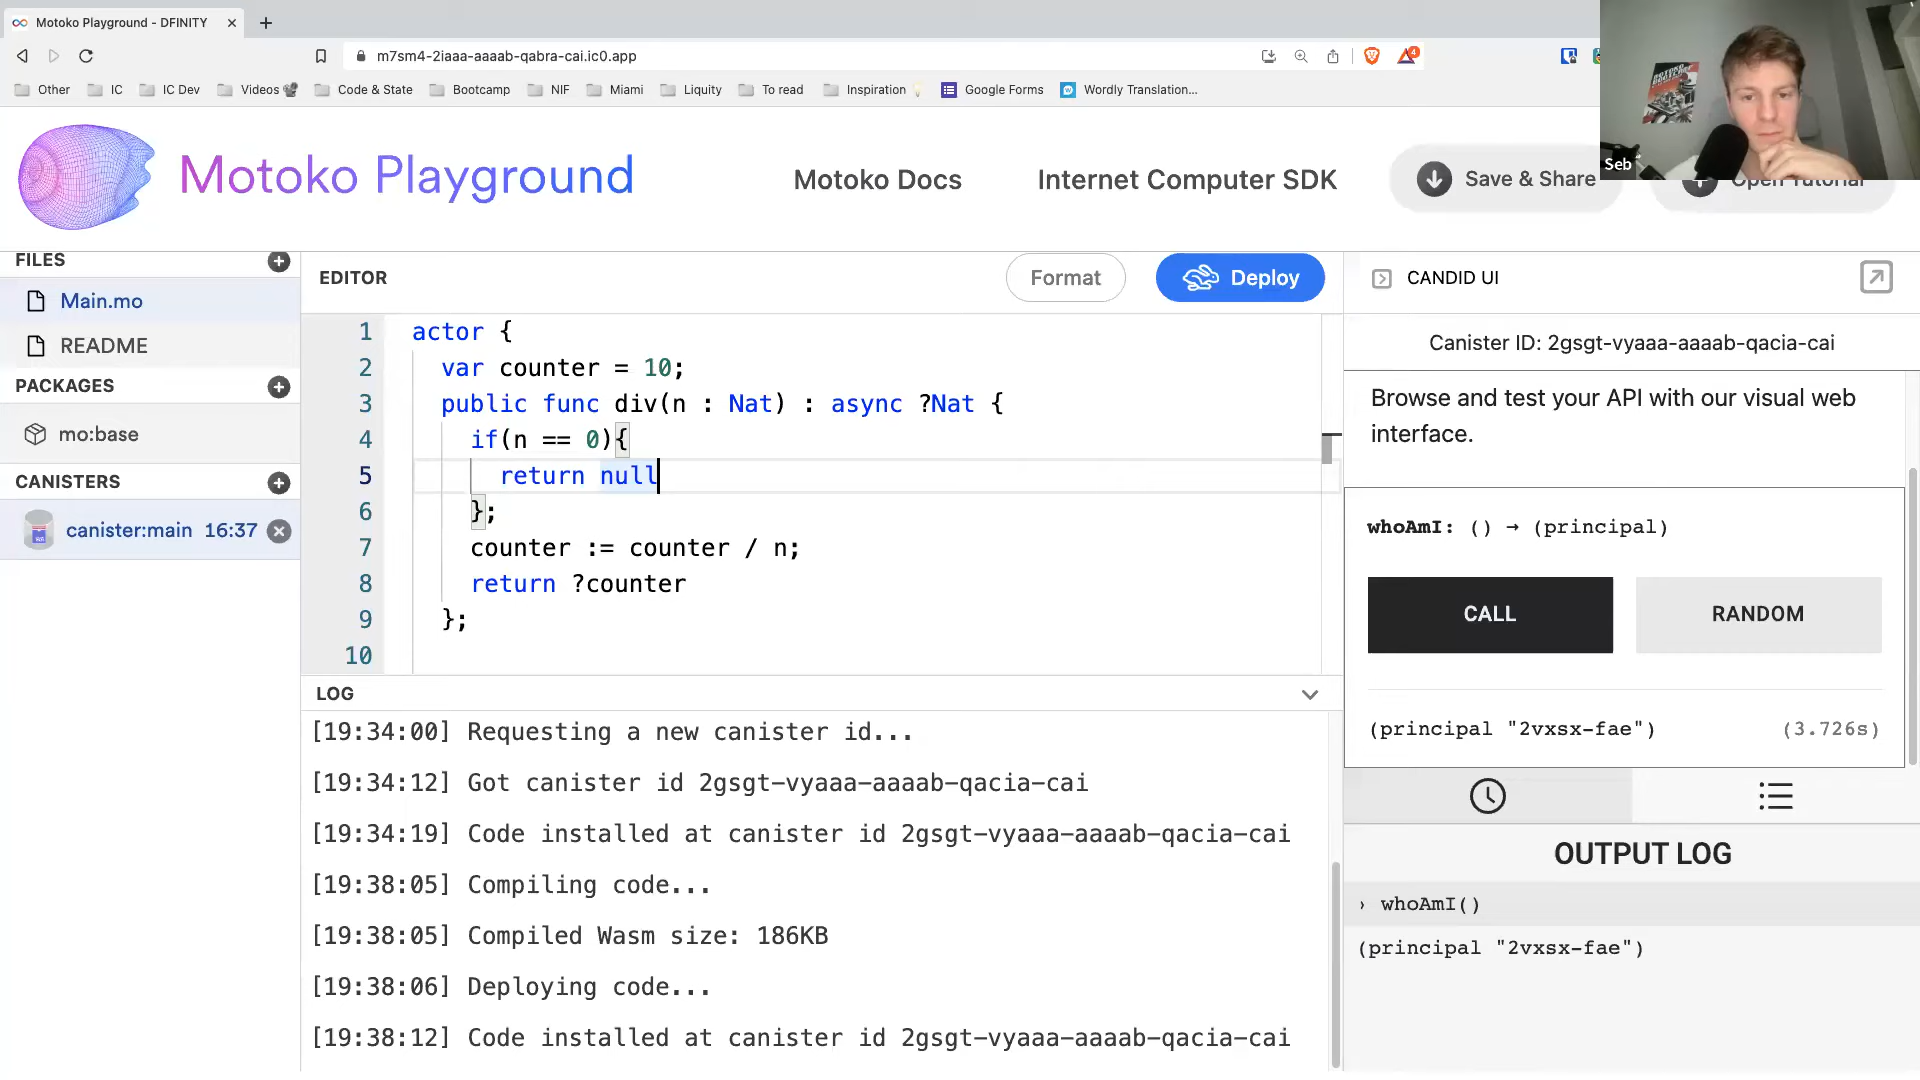 Motoko Playground - DFINITY
m7sm4-2iaaa-aaaab-qabra-cai.ic0.app
4
Other
IC
IC Dev
Videos
Code & State
Bootcamp
NIF
Miami
Liquity
To read
Inspiration
Google Forms
Wordly Translation...
Seb
Motoko Playground
Motoko Docs
Internet Computer SDK
Save & Share
Open Tutorial
FILES
Main.mo
README
PACKAGES
mo:base
CANISTERS
canister:main 16:37
EDITOR
Format
Deploy
1 actor {
2 var counter = 10;
3 public func div(n : Nat) : async ?Nat {
4 if(n == 0){
5 return null
6 };
7 counter := counter / n;
8 return ?counter
9 };
10
LOG
[19:34:00] Requesting a new canister id...
[19:34:12] Got canister id 2gsgt-vyaaa-aaaab-qacia-cai
[19:34:19] Code installed at canister id 2gsgt-vyaaa-aaaab-qacia-cai
[19:38:05] Compiling code...
[19:38:05] Compiled Wasm size: 186KB
[19:38:06] Deploying code...
[19:38:12] Code installed at canister id 2gsgt-vyaaa-aaaab-qacia-cai
CANDID UI
Canister ID: 2gsgt-vyaaa-aaaab-qacia-cai
Browse and test your API with our visual web
interface.
whoAmI: () → (principal)
CALL
RANDOM
(principal "2vxsx-fae")
(3.726s)
OUTPUT LOG
› whoAmI()
(principal "2vxsx-fae")